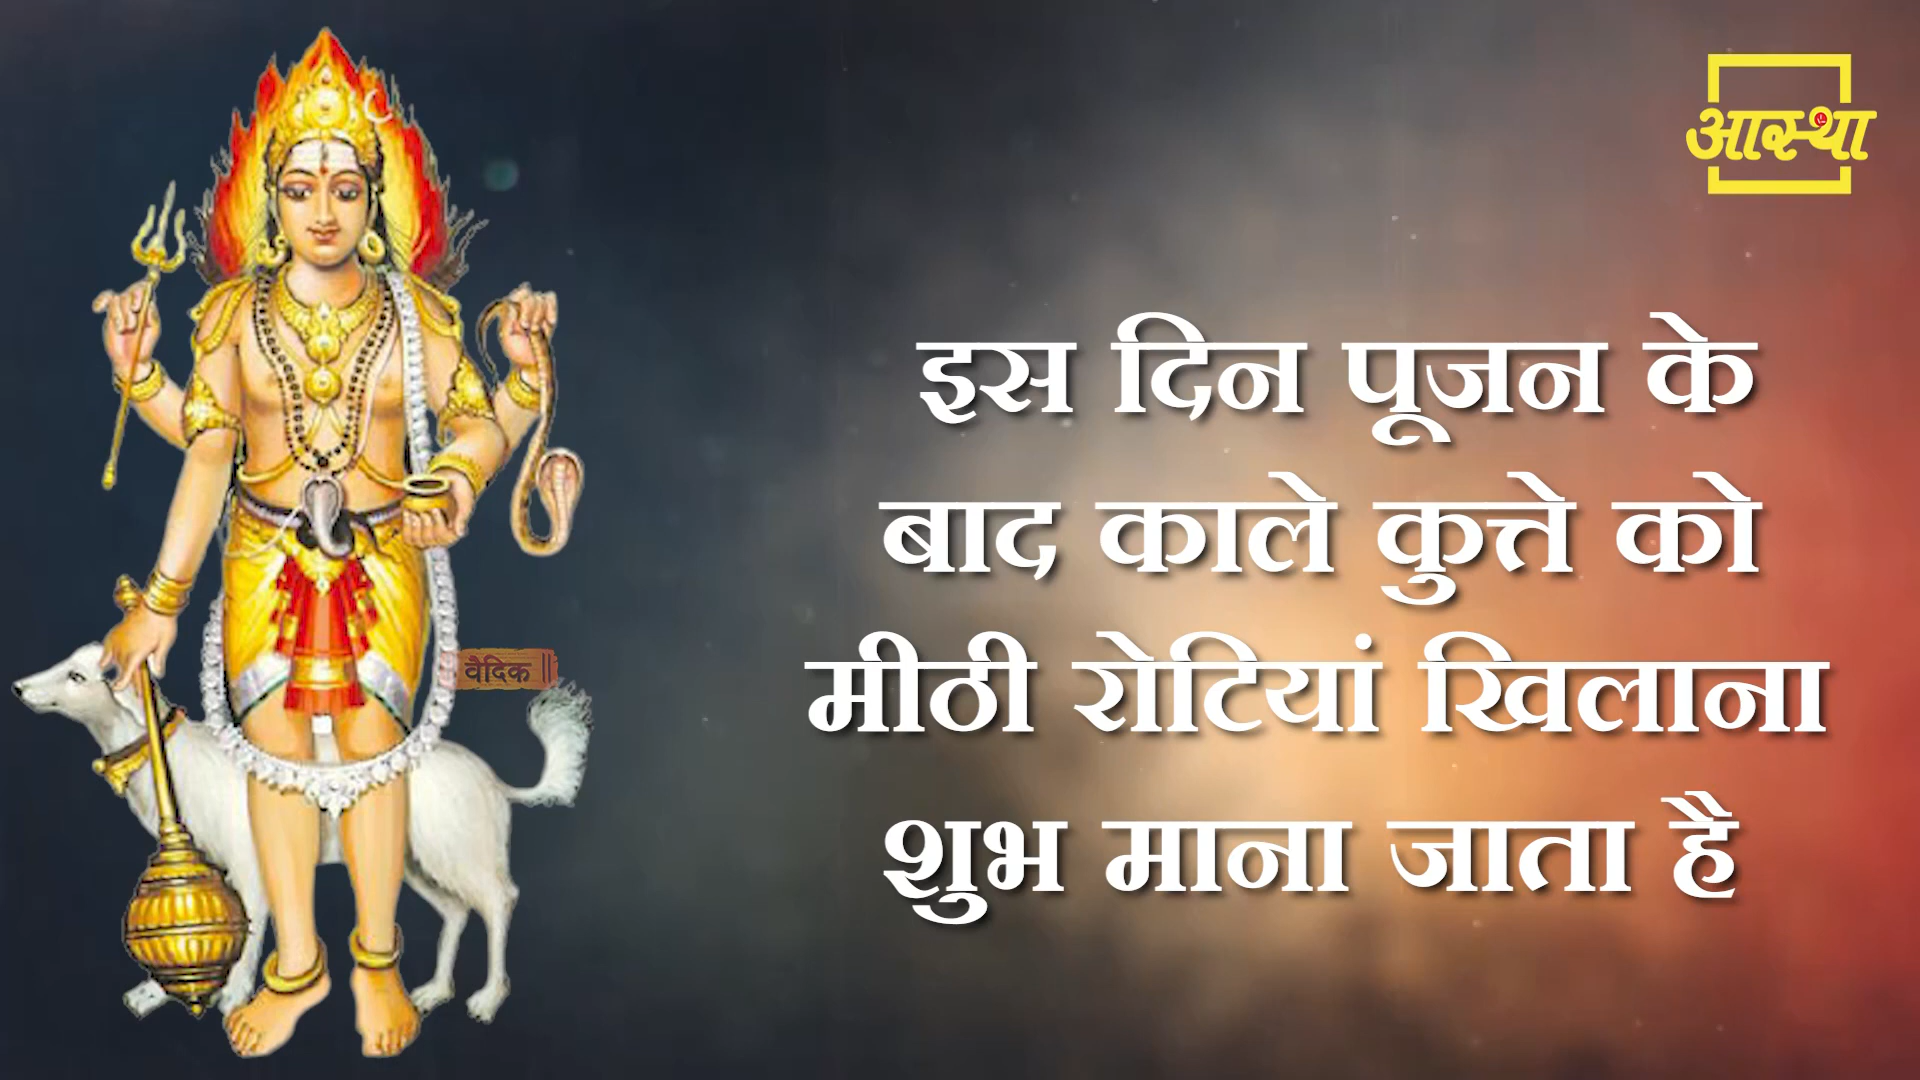 आस्था
इस दिन पूजन के
बाद काले कुत्ते को
मीठी रोटियां खिलाना
शुभ माना जाता है
वैदिक ॥